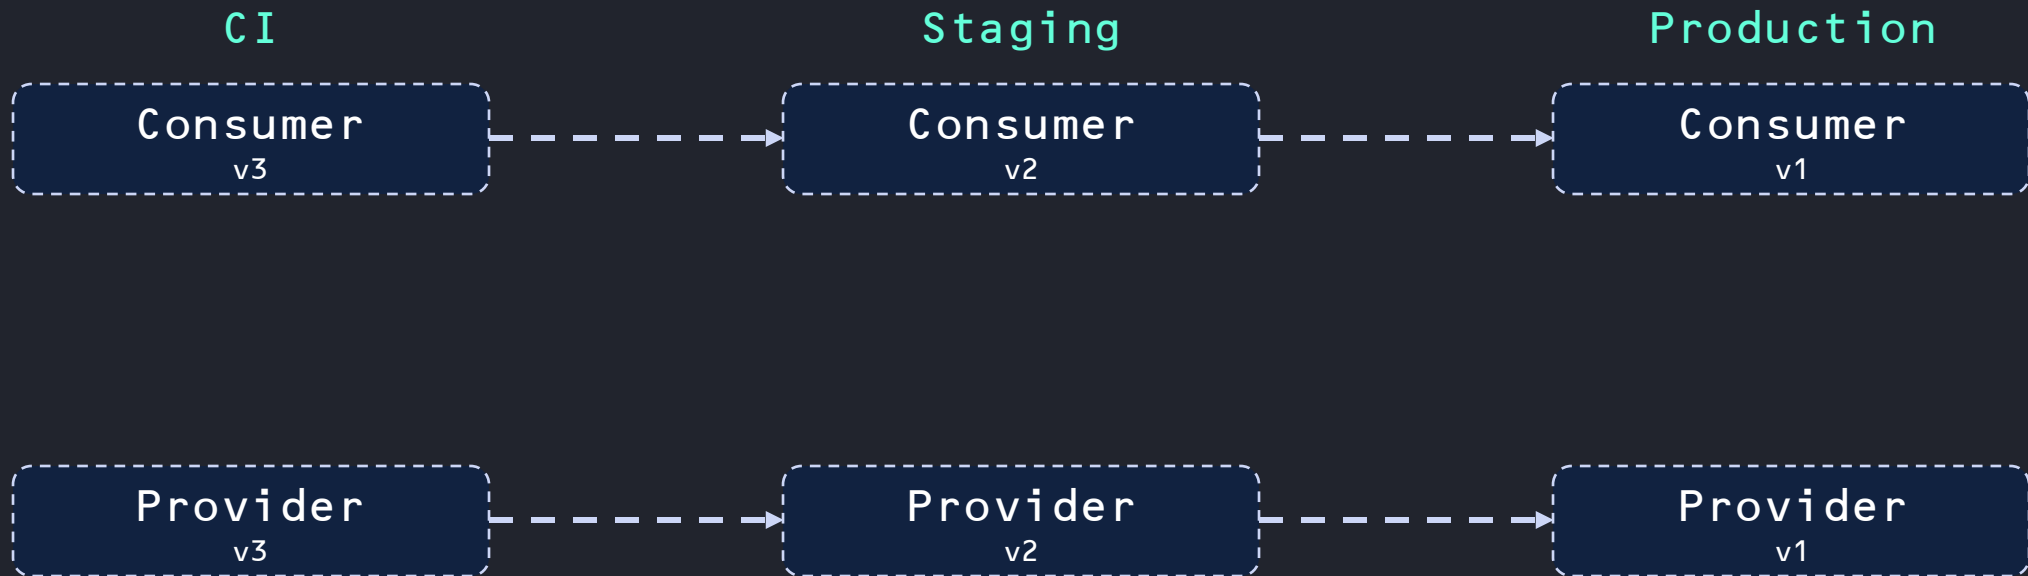 CI
Staging
Production
Consumer
v3
Consumer
v2
Consumer
v1
Provider
v3
Provider
v2
Provider
v1